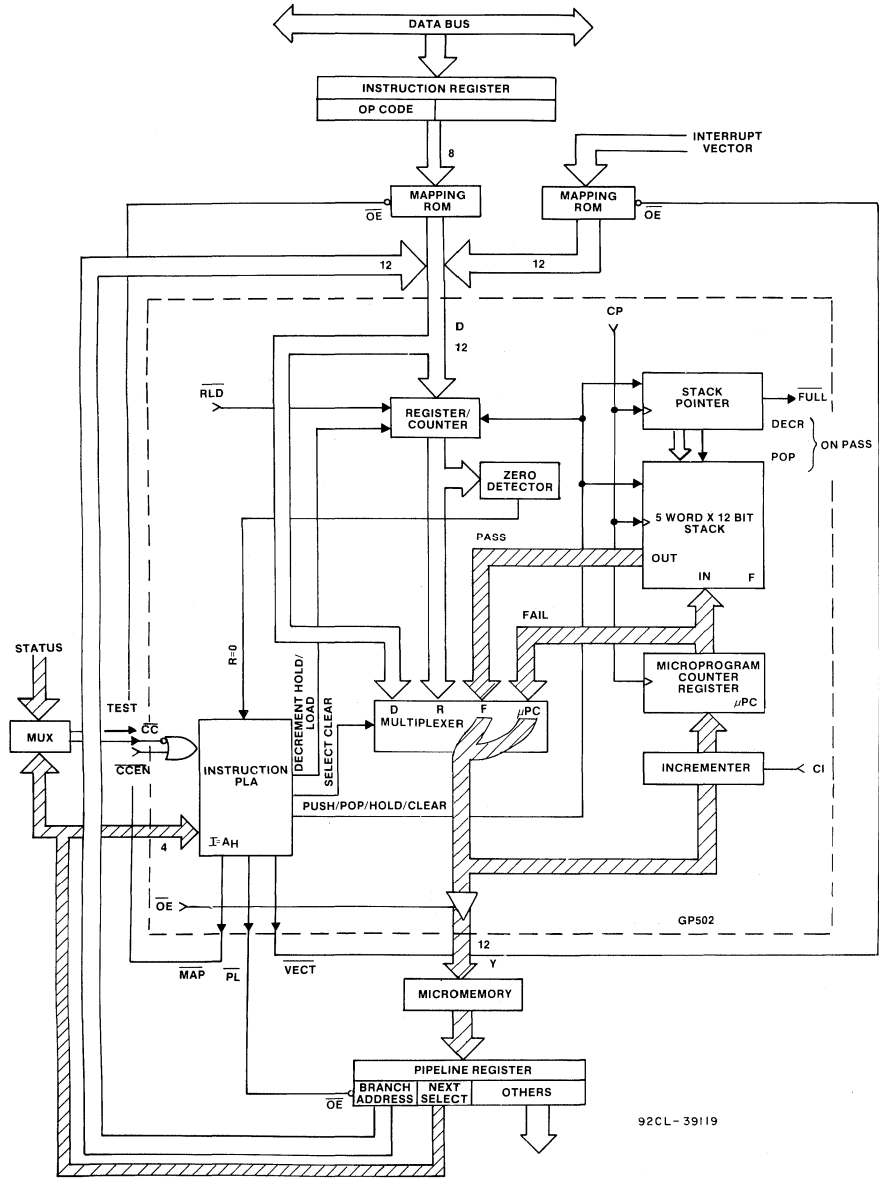 DATA BUS
INSTRUCTION REGISTER
OP CODE
8
INTERRUPT
VECTOR
MAPPING
ROM
OE
MAPPING
ROM
OE
12
12
CP
D
12
RLD
REGISTER/
COUNTER
STACK
POINTER
FULL
DECR
POP
ON PASS
ZERO
DETECTOR
5 WORD X 12 BIT
STACK
PASS
OUT
IN
F
FAIL
R=0
STATUS
DECREMENT HOLD/
LOAD
SELECT CLEAR
MICROPROGRAM
COUNTER
REGISTER
μPC
TEST
CC
MUX
CCEN
D R F μPC
MULTIPLEXER
INSTRUCTION
PLA
INCREMENTER
CI
PUSH/POP/HOLD/CLEAR
4
I=AH
OE
GP502
12
Y
MAP
PL
VECT
MICROMEMORY
PIPELINE REGISTER
OE
BRANCH
ADDRESS
NEXT
SELECT
OTHERS
92CL-39119